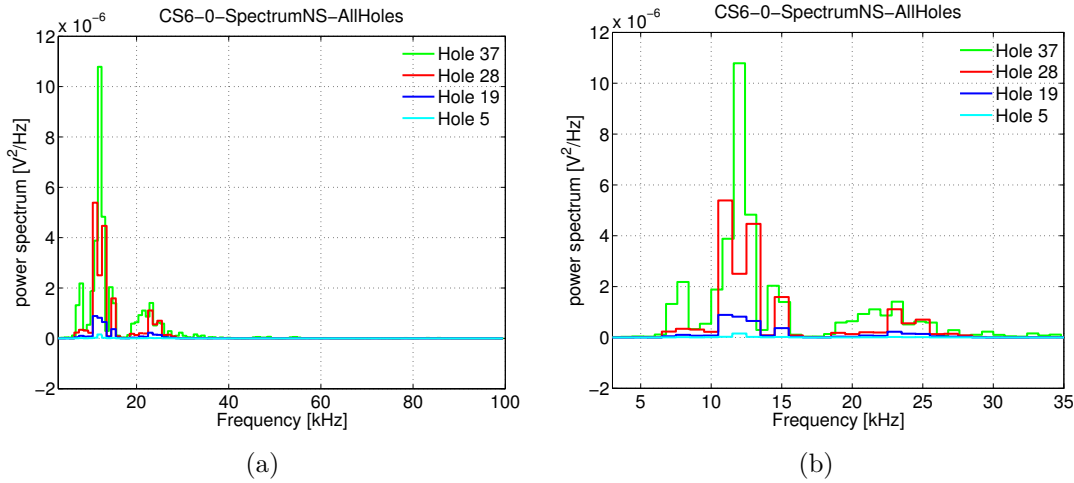 CS6−0−SpectrumNS−AllHoles
x 10⁻⁶
12
10
8
6
4
2
0
−2
power spectrum [V²/Hz]
Hole 37
Hole 28
Hole 19
Hole 5
20 40 60 80 100
Frequency [kHz]
(a)
CS6−0−SpectrumNS−AllHoles
x 10⁻⁶
12
10
8
6
4
2
0
−2
power spectrum [V²/Hz]
Hole 37
Hole 28
Hole 19
Hole 5
5 10 15 20 25 30 35
Frequency [kHz]
(b)